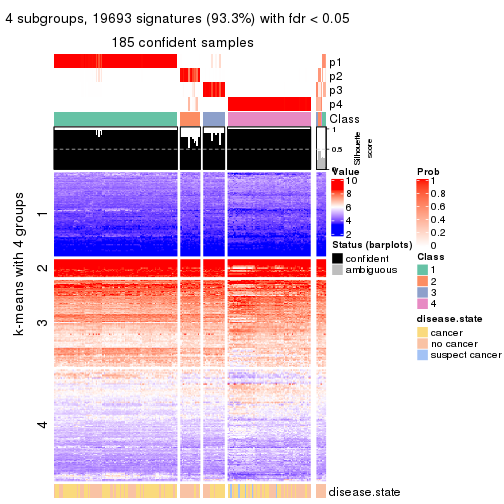 4 subgroups, 19693 signatures (93.3%) with fdr < 0.05
185 confident samples
p1
p2
p3
p4
Class
1
0.5
0
Silhouette
score
k-means with 4 groups
1
2
3
4
disease.state
Value
10
8
6
4
2
Status (barplots)
confident
ambiguous
Prob
1
0.8
0.6
0.4
0.2
0
Class
1
2
3
4
disease.state
cancer
no cancer
suspect cancer